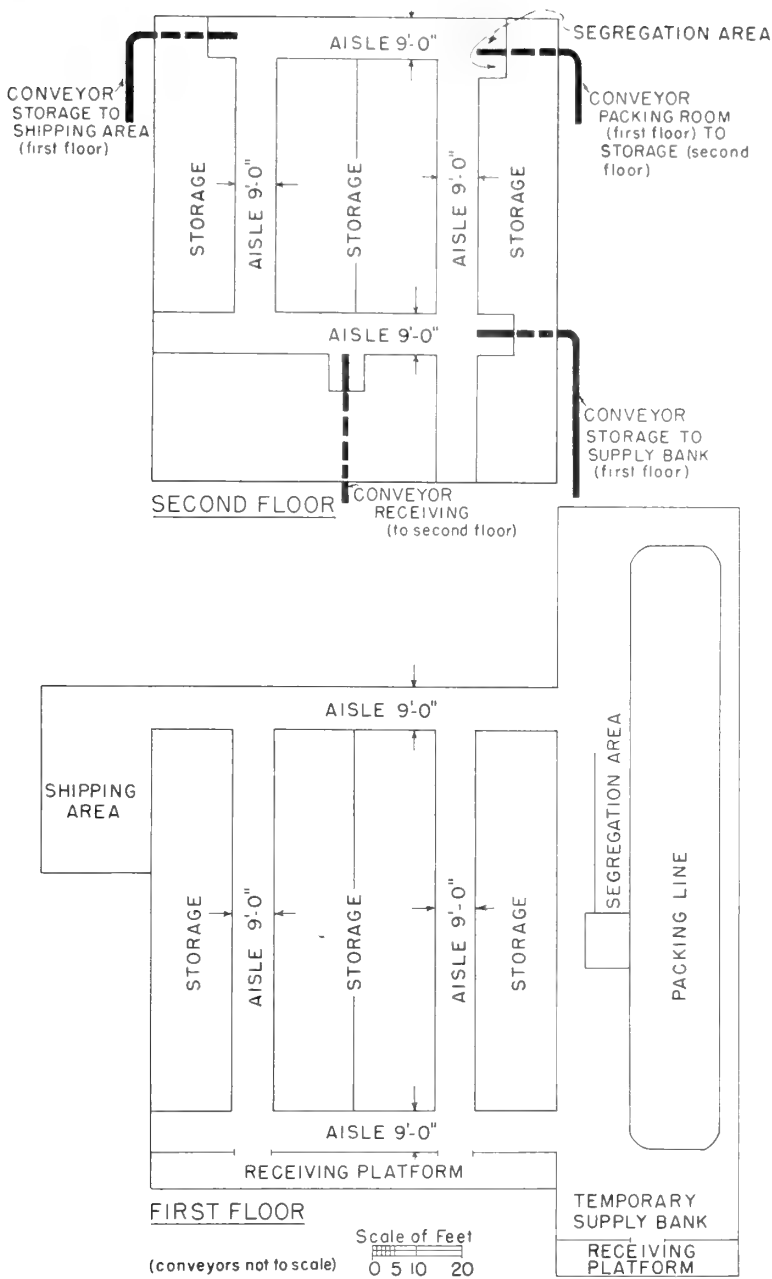 AISLE 9'-0"
SEGREGATION AREA
CONVEYOR
STORAGE TO
SHIPPING AREA
(first floor)
CONVEYOR
PACKING ROOM
(first floor) TO
STORAGE (second
floor)
STORAGE
AISLE 9'-0"
STORAGE
AISLE 9'-0"
STORAGE
AISLE 9'-0"
CONVEYOR
STORAGE TO
SUPPLY BANK
(first floor)
SECOND FLOOR
CONVEYOR
RECEIVING
(to second floor)
AISLE 9'-0"
SHIPPING
AREA
STORAGE
AISLE 9'-0"
STORAGE
AISLE 9'-0"
STORAGE
SEGREGATION AREA
PACKING LINE
AISLE 9'-0"
RECEIVING PLATFORM
FIRST FLOOR
TEMPORARY
SUPPLY BANK
RECEIVING
PLATFORM
(conveyors not to scale)
Scale of Feet
0 5 10 20